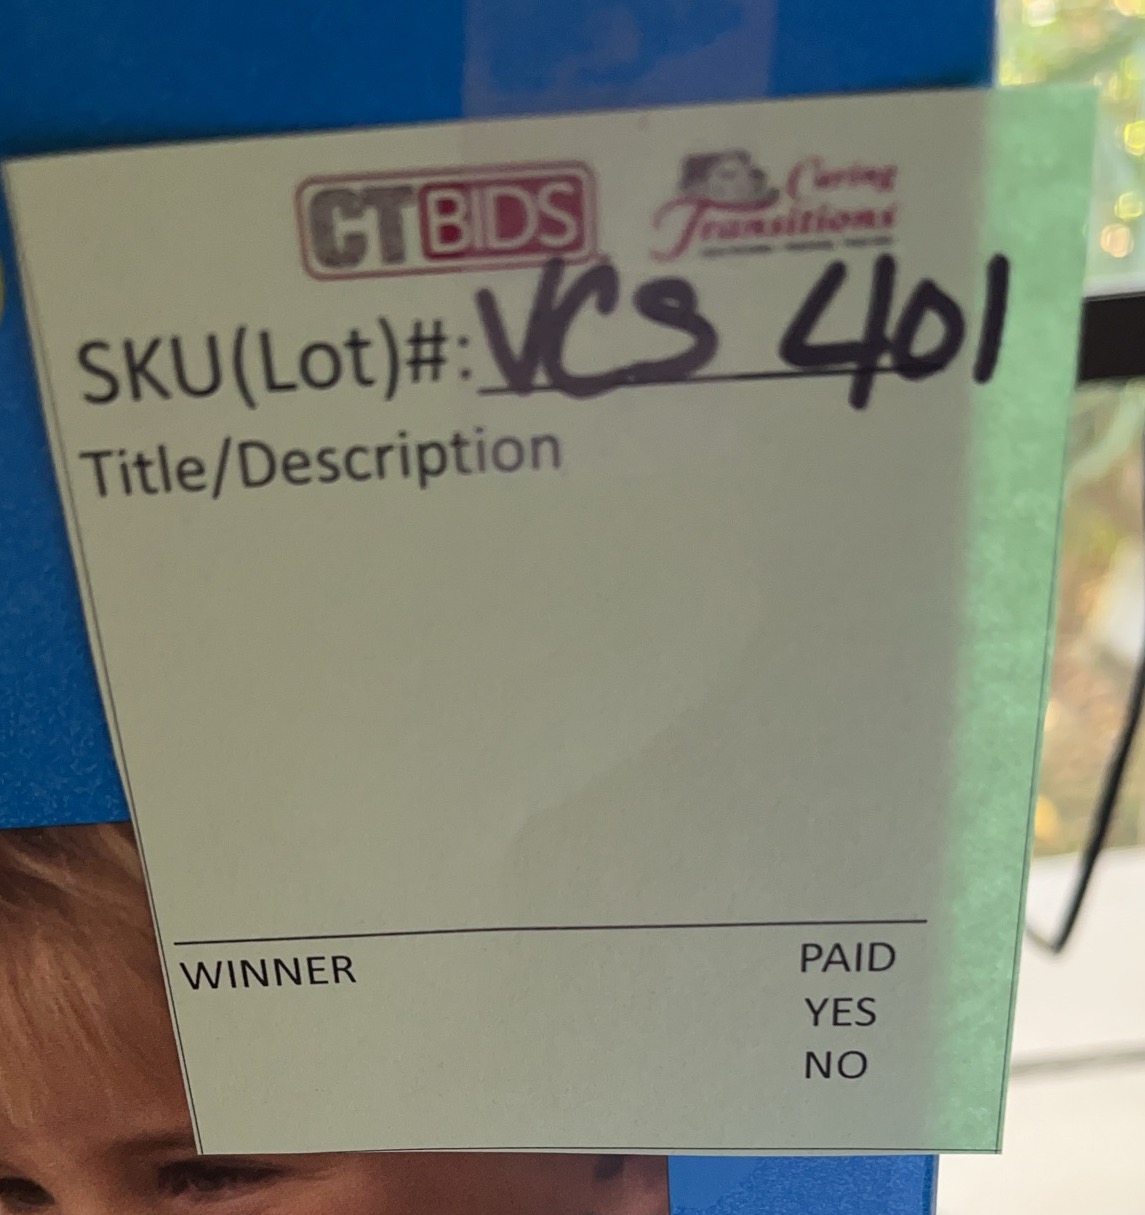 CTBIDS Caring
Transitions
SKU(Lot)#: VCS 401
Title/Description
WINNER PAID
YES
NO